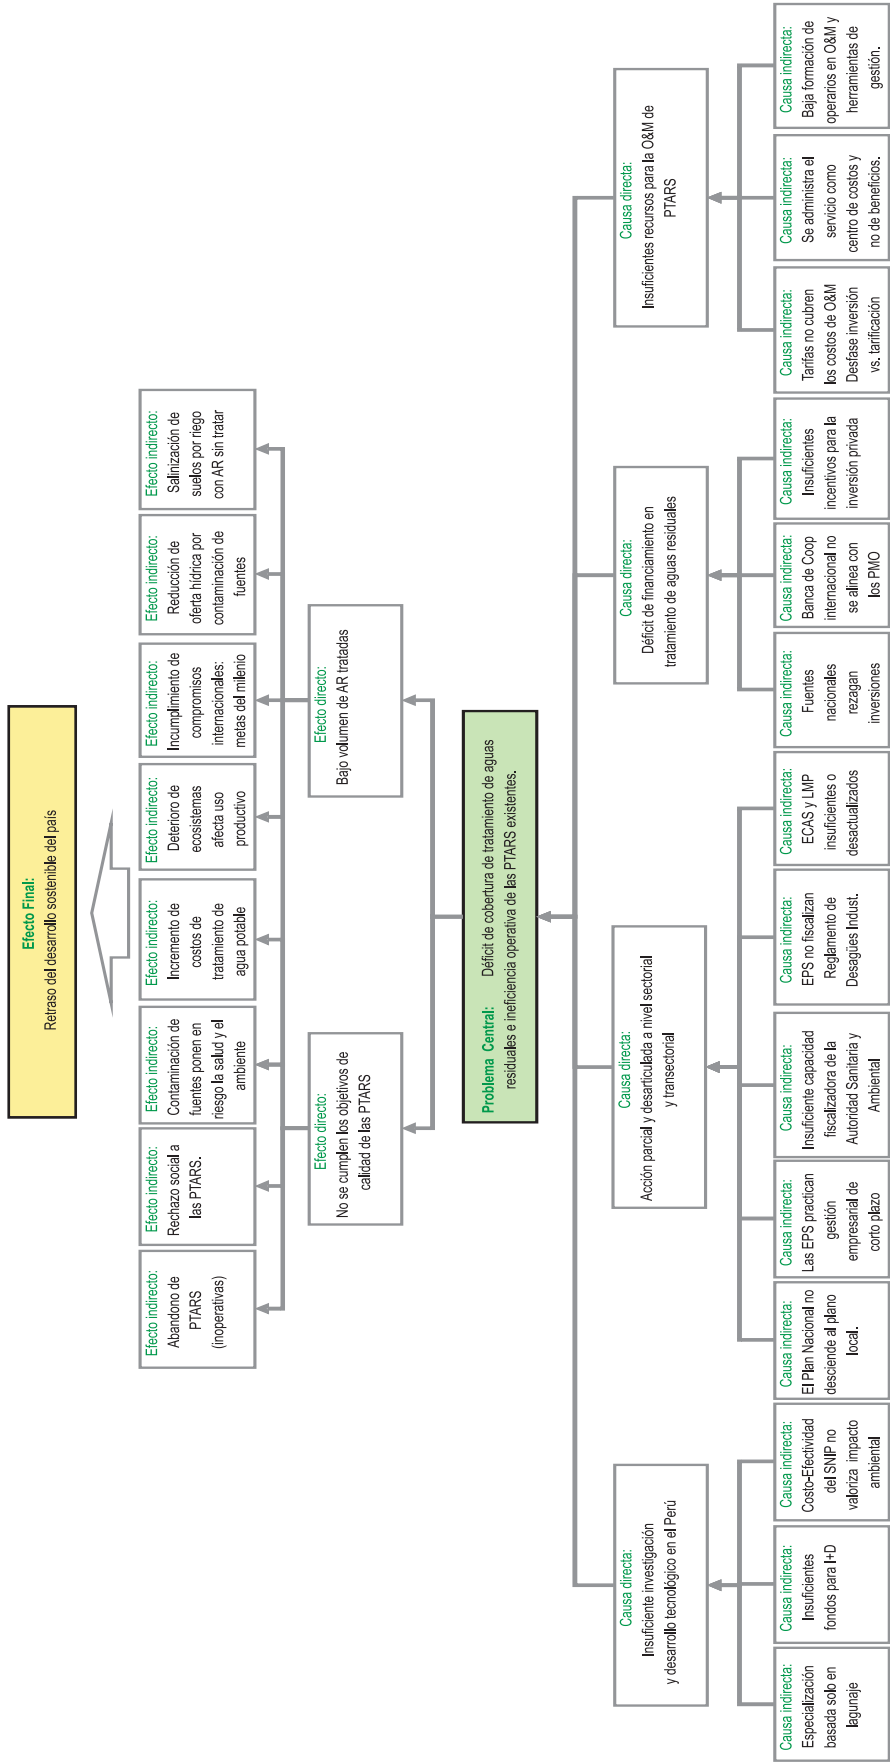 Efecto Final:
Retraso del desarrollo sostenible del país
Efecto indirecto:
Abandono de
PTARS
(inoperativas)
Efecto indirecto:
Rechazo social a
las PTARS.
Efecto indirecto:
Contaminación de
fuentes ponen en
riesgo la salud y el
ambiente
Efecto indirecto:
Incremento de
costos de
tratamiento de
agua potable
Efecto indirecto:
Deterioro de
ecosistemas
afecta uso
productivo
Efecto indirecto:
Incumplimiento de
compromisos
internacionales:
metas del milenio
Efecto indirecto:
Reducción de
oferta hídrica por
contaminación de
fuentes
Efecto indirecto:
Salinización de
suelos por riego
con AR sin tratar
Efecto directo:
No se cumplen los objetivos de
calidad de las PTARS
Efecto directo:
Bajo volumen de AR tratadas
Problema Central: Déficit de cobertura de tratamiento de aguas
residuales e ineficiencia operativa de las PTARS existentes.
Causa directa:
Insuficiente investigación
y desarrollo tecnológico en el Perú
Causa directa:
Acción parcial y desarticulada a nivel sectorial
y transectorial
Causa directa:
Déficit de financiamiento en
tratamiento de aguas residuales
Causa directa:
Insuficientes recursos para la O&M de
PTARS
Causa indirecta:
Especialización
basada solo en
lagunaje
Causa indirecta:
Insuficientes
fondos para I+D
Causa indirecta:
Costo-Efectividad
del SNIP no
valoriza impacto
ambiental
Causa indirecta:
El Plan Nacional no
desciende al plano
local.
Causa indirecta:
Las EPS practican
gestión
empresarial de
corto plazo
Causa indirecta:
Insuficiente capacidad
fiscalizadora de la
Autoridad Sanitaria y
Ambiental
Causa indirecta:
EPS no fiscalizan
Reglamento de
Desagües Indust.
Causa indirecta:
ECAS y LMP
insuficientes o
desactualizados
Causa indirecta:
Fuentes
nacionales
rezagan
inversiones
Causa indirecta:
Banca de Coop
internacional no
se alinea con
los PMO
Causa indirecta:
Insuficientes
incentivos para la
inversión privada
Causa indirecta:
Tarifas no cubren
los costos de O&M
Desfase inversión
vs. tarificación
Causa indirecta:
Se administra el
servicio como
centro de costos y
no de beneficios.
Causa indirecta:
Baja formación de
operarios en O&M y
herramientas de
gestión.